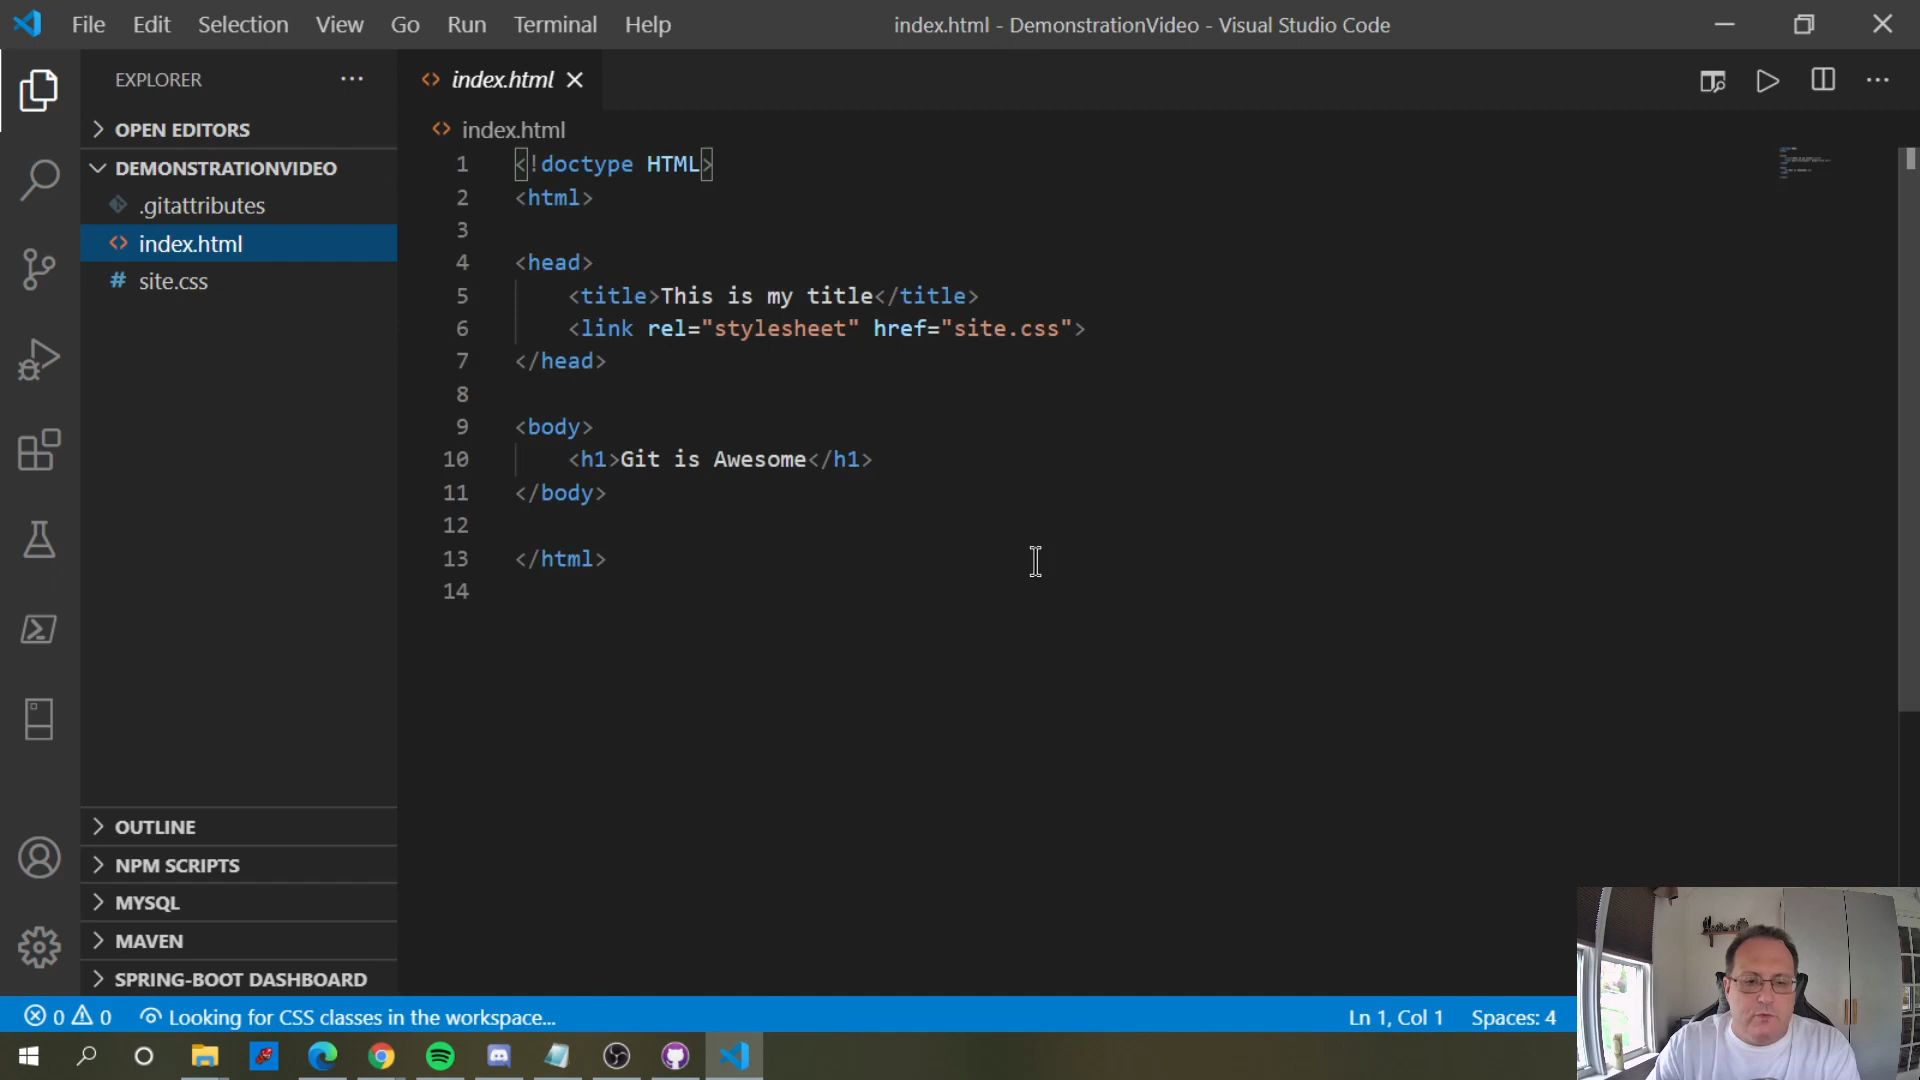 File Edit Selection View Go Run Terminal Help index.html - DemonstrationVideo - Visual Studio Code
EXPLORER
index.html
OPEN EDITORS
index.html
DEMONSTRATIONVIDEO
.gitattributes
index.html
site.css
1 <!doctype HTML>
2 <html>
3
4 <head>
5 <title>This is my title</title>
6 <link rel="stylesheet" href="site.css">
7 </head>
8
9 <body>
10 <h1>Git is Awesome</h1>
11 </body>
12
13 </html>
14
OUTLINE
NPM SCRIPTS
MYSQL
MAVEN
SPRING-BOOT DASHBOARD
0 0 Looking for CSS classes in the workspace... Ln 1, Col 1 Spaces: 4